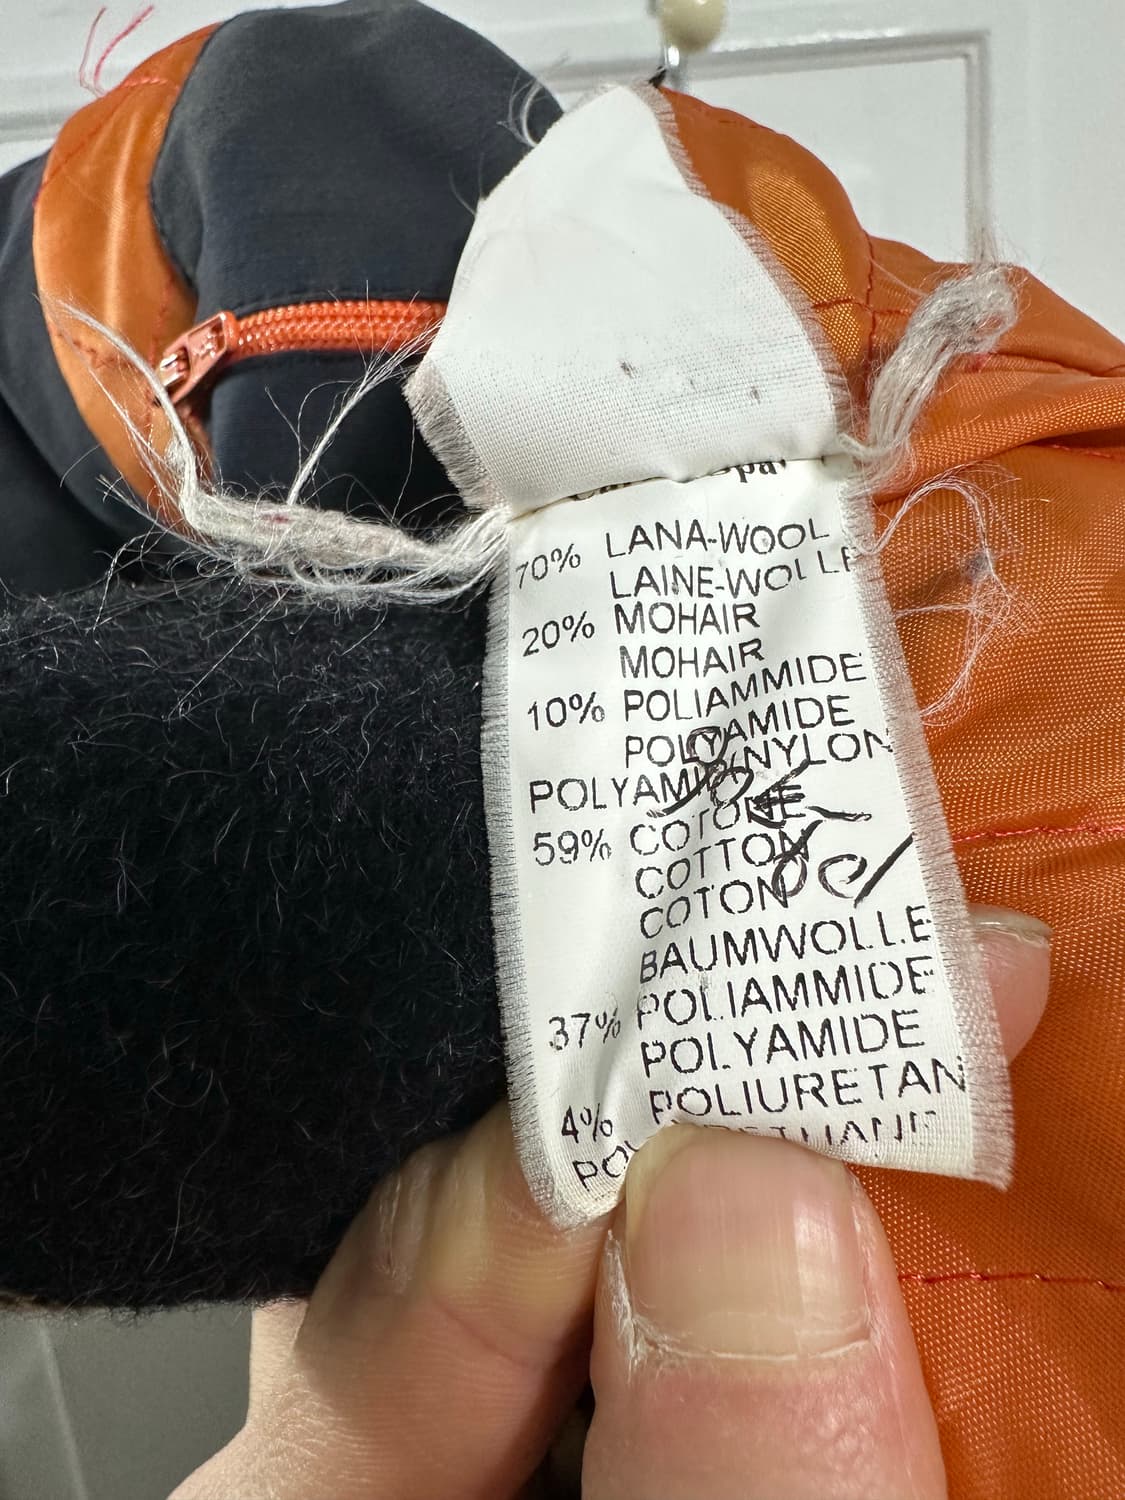 70% LANA-WOOL
LAINE-WOLLE
20% MOHAIR
MOHAIR
10% POLIAMMIDE
POLYAMIDE
POLYAMID/NYLON
59% COTONE
COTTON
COTON
BAUMWOLLE
37% POLIAMMIDE
POLYAMIDE
4% POLIURETAN